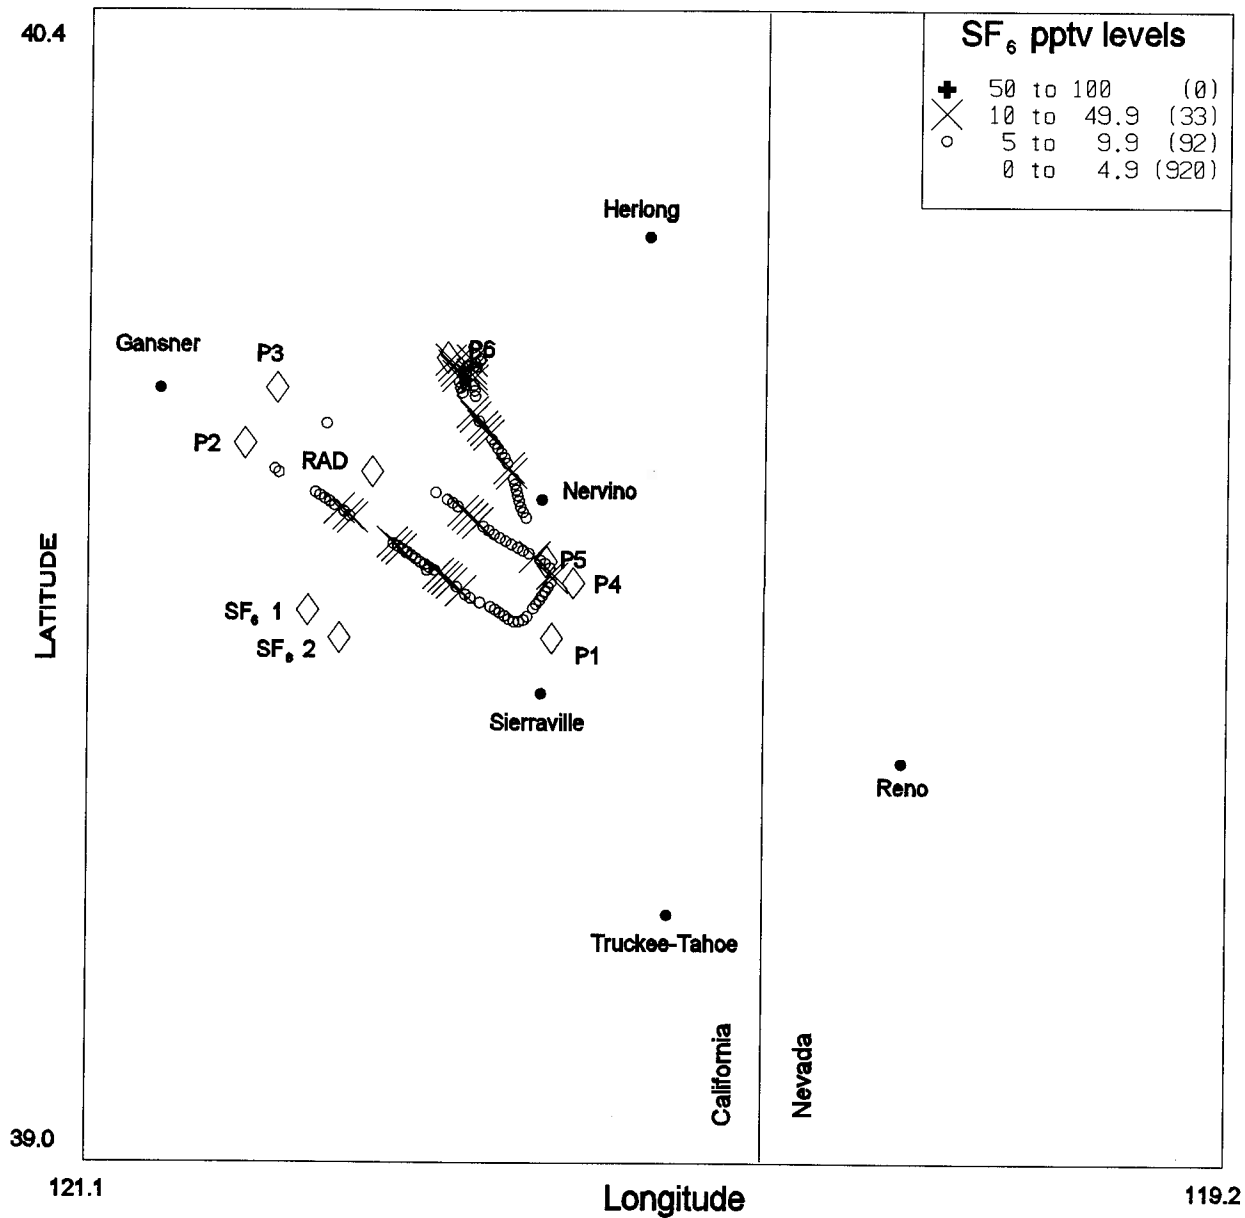 40.4
SF₆ pptv levels
50 to 100 (0)
10 to 49.9 (33)
5 to 9.9 (92)
0 to 4.9 (920)
Herlong
Gansner
P3
P6
P2
RAD
Nervino
P5
P4
SF₆ 1
SF₆ 2
P1
LATITUDE
Sierraville
Reno
Truckee-Tahoe
California
Nevada
39.0
121.1
Longitude
119.2